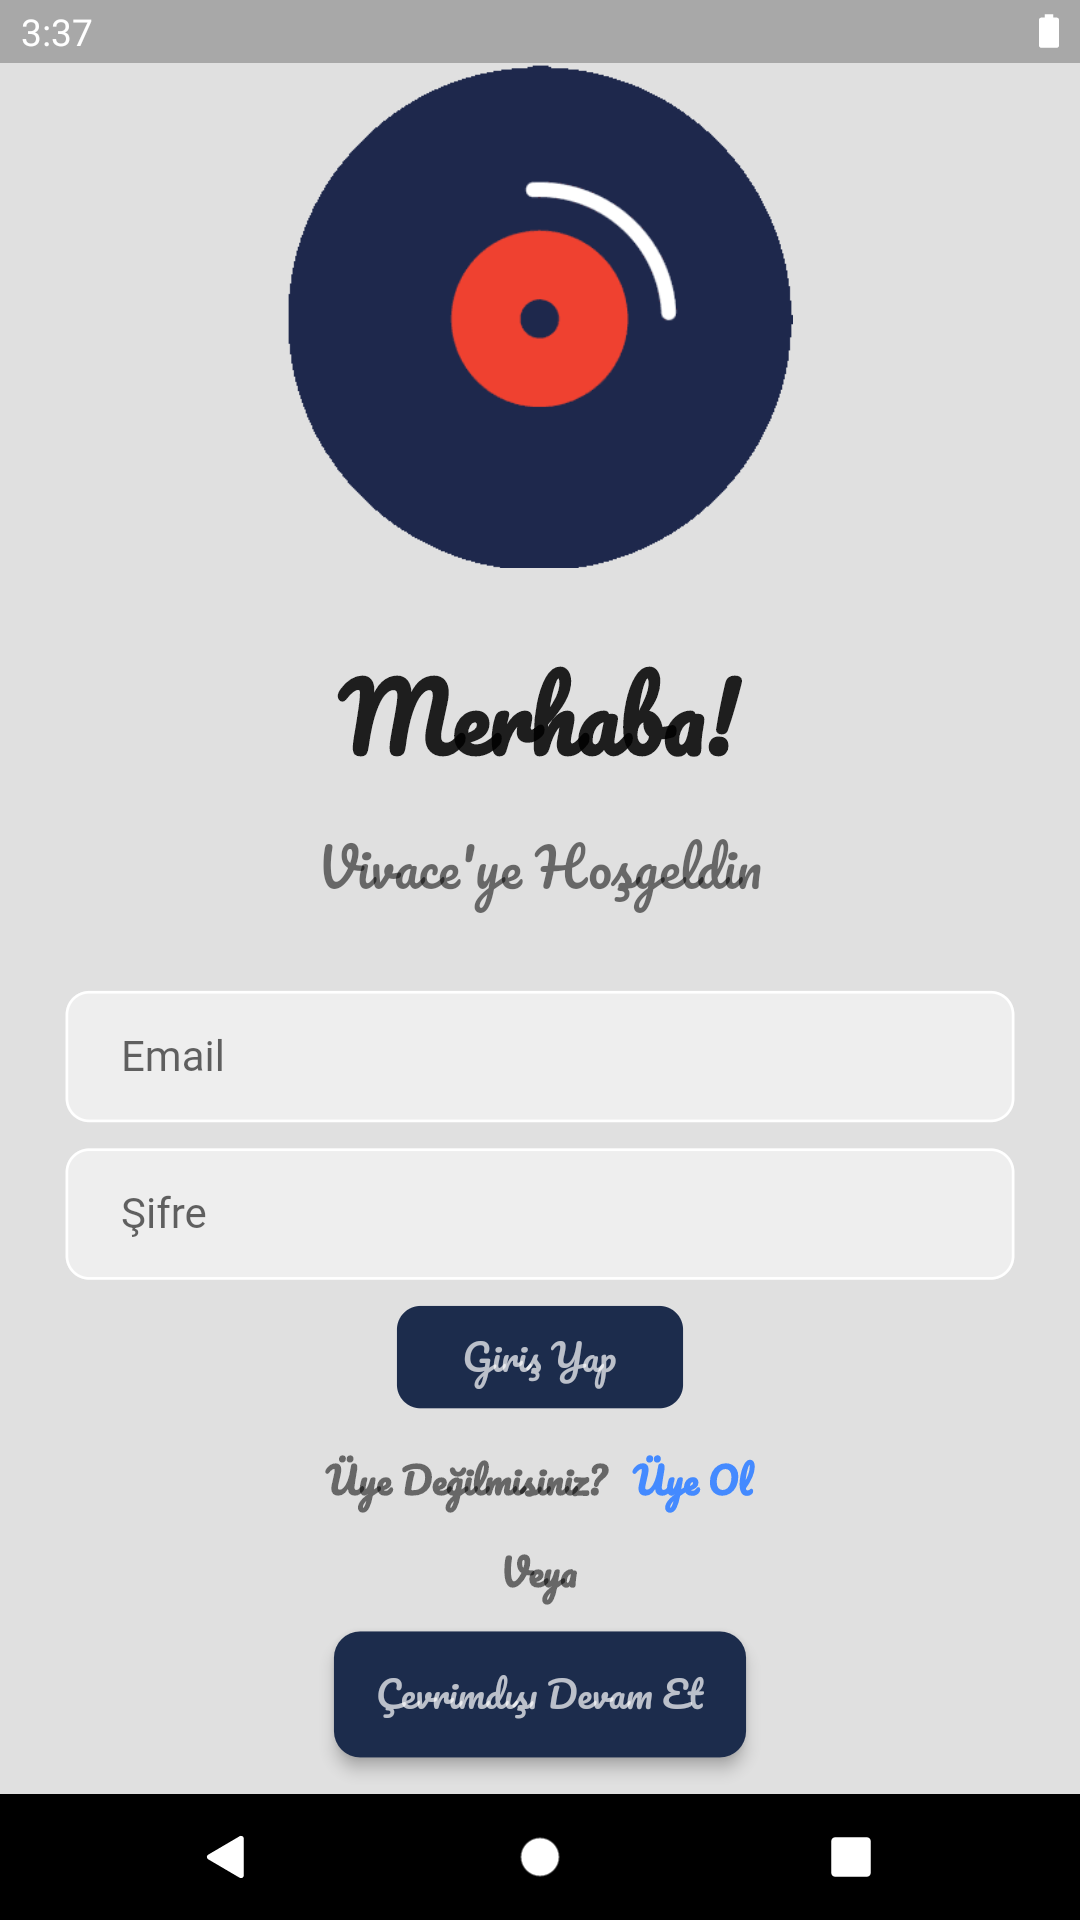 3:37
Merhaba!
Vivace'ye Hoşgeldin
Email
Şifre
Giriş Yap
Üye Değilmisiniz? Üye Ol
Veya
Çevrimdışı Devam Et